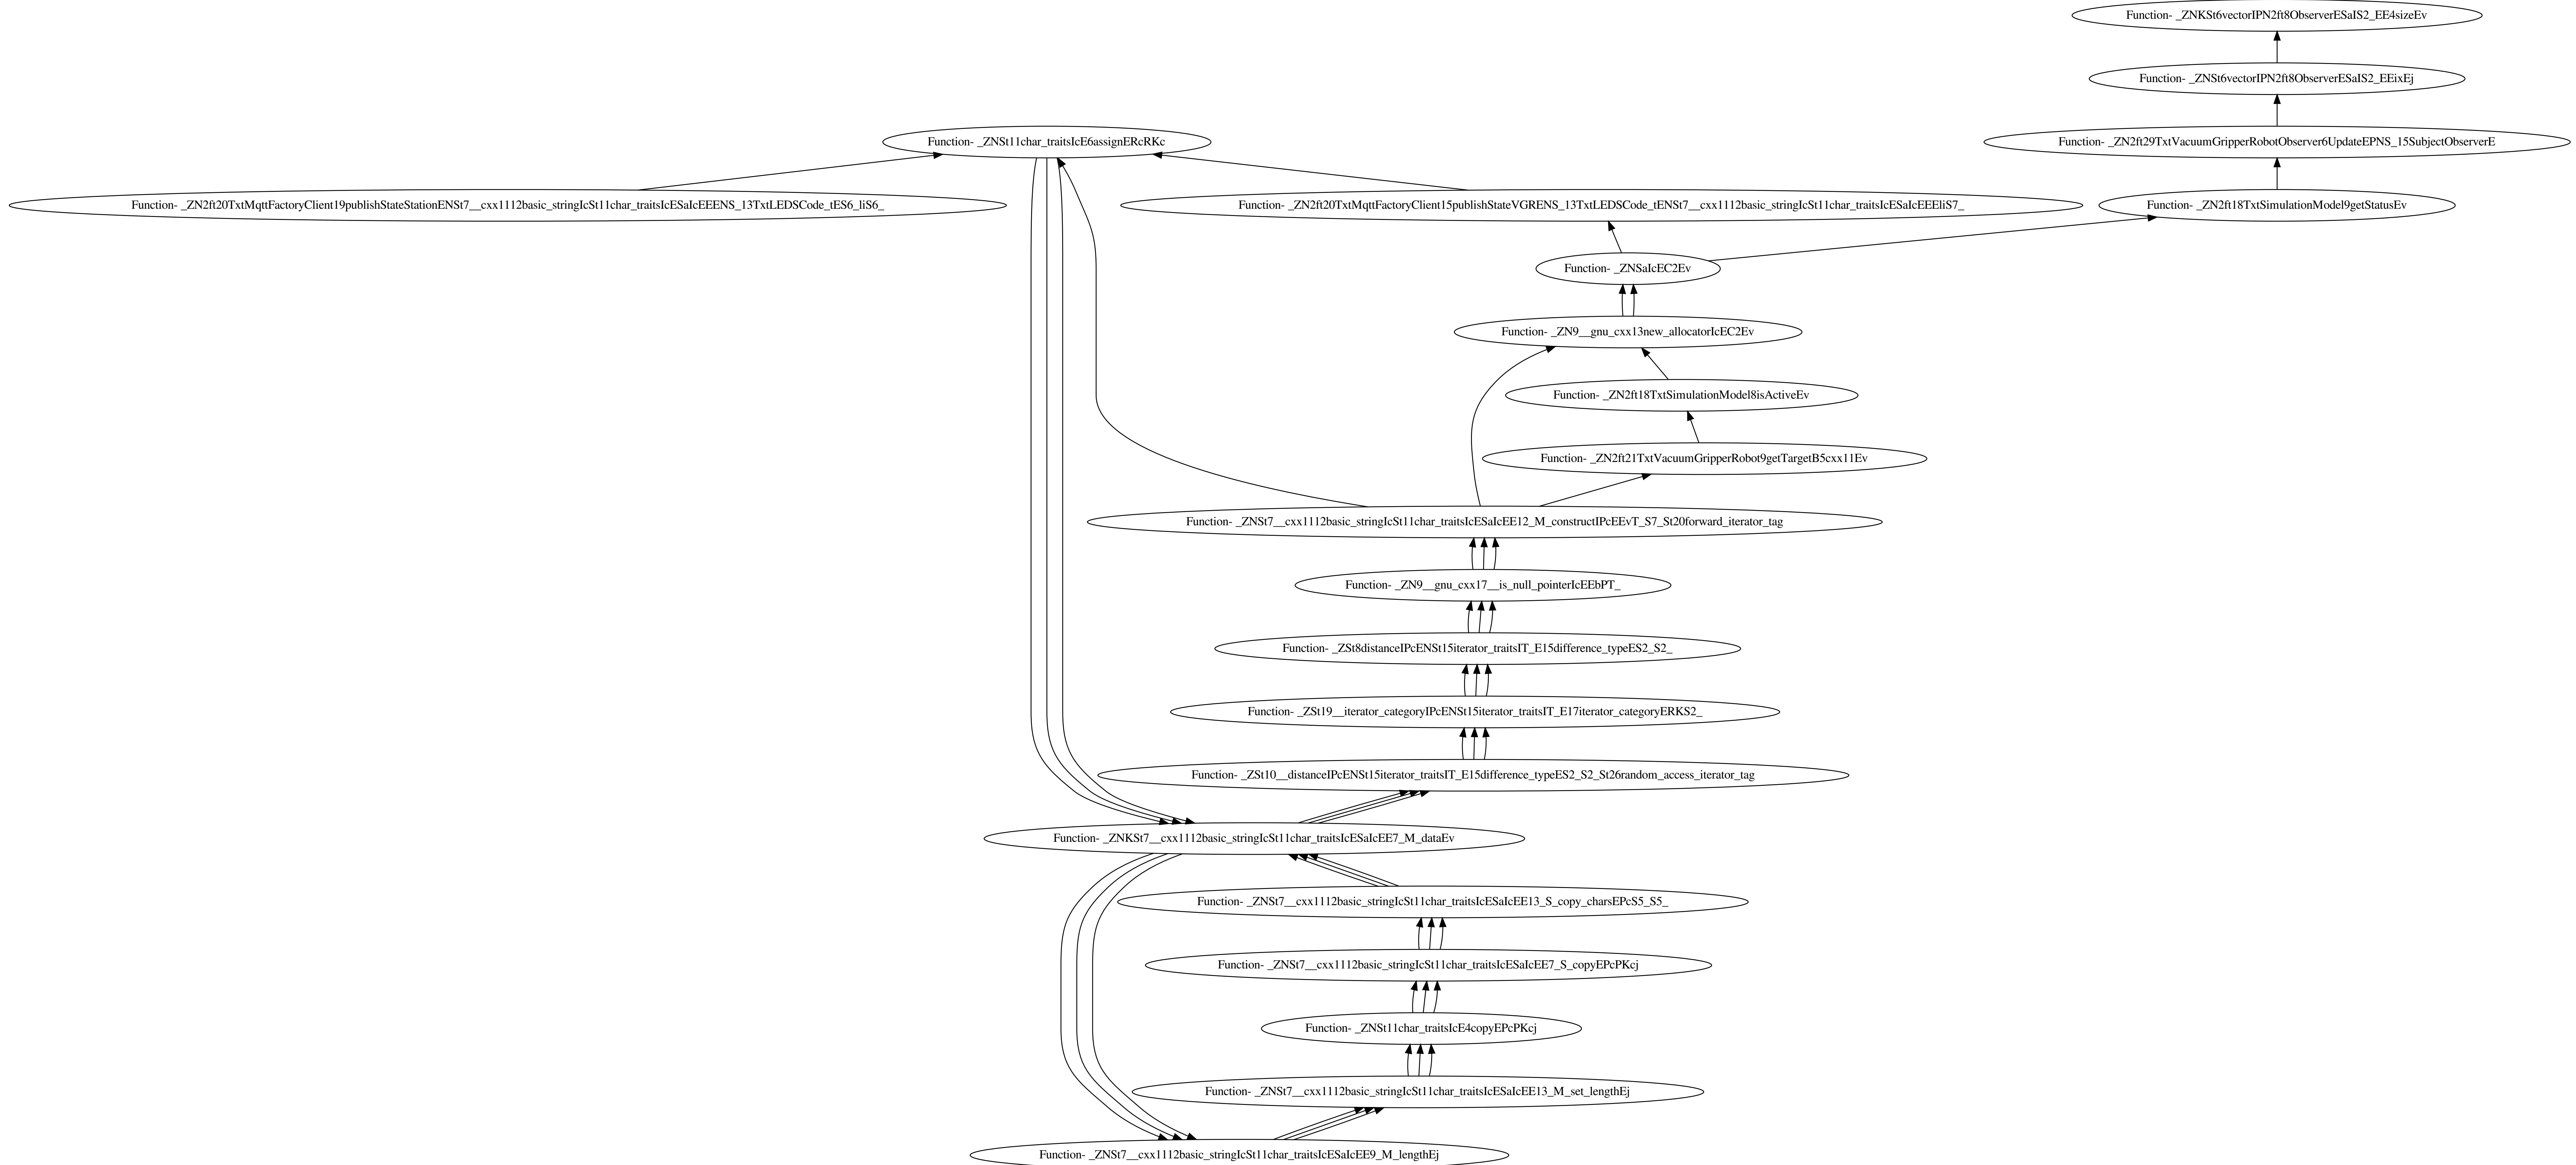 Function- _ZNKSt6vectorIPN2ft8ObserverESaIS2_EE4sizeEv
Function- _ZNSt6vectorIPN2ft8ObserverESaIS2_EEixEj
Function- _ZNSt11char_traitsIcE6assignERcRKc
Function- _ZN2ft29TxtVacuumGripperRobotObserver6UpdateEPNS_15SubjectObserverE
Function- _ZN2ft20TxtMqttFactoryClient19publishStateStationENSt7__cxx1112basic_stringIcSt11char_traitsIcESaIcEEENS_13TxtLEDSCode_tES6_liS6_
Function- _ZN2ft20TxtMqttFactoryClient15publishStateVGRENS_13TxtLEDSCode_tENSt7__cxx1112basic_stringIcSt11char_traitsIcESaIcEEEliS7_
Function- _ZN2ft18TxtSimulationModel9getStatusEv
Function- _ZNSaIcEC2Ev
Function- _ZN9__gnu_cxx13new_allocatorIcEC2Ev
Function- _ZN2ft18TxtSimulationModel8isActiveEv
Function- _ZN2ft21TxtVacuumGripperRobot9getTargetB5cxx11Ev
Function- _ZNSt7__cxx1112basic_stringIcSt11char_traitsIcESaIcEE12_M_constructIPcEEvT_S7_St20forward_iterator_tag
Function- _ZN9__gnu_cxx17__is_null_pointerIcEEbPT_
Function- _ZSt8distanceIPcENSt15iterator_traitsIT_E15difference_typeES2_S2_
Function- _ZSt19__iterator_categoryIPcENSt15iterator_traitsIT_E17iterator_categoryERKS2_
Function- _ZSt10__distanceIPcENSt15iterator_traitsIT_E15difference_typeES2_S2_St26random_access_iterator_tag
Function- _ZNKSt7__cxx1112basic_stringIcSt11char_traitsIcESaIcEE7_M_dataEv
Function- _ZNSt7__cxx1112basic_stringIcSt11char_traitsIcESaIcEE13_S_copy_charsEPcS5_S5_
Function- _ZNSt7__cxx1112basic_stringIcSt11char_traitsIcESaIcEE7_S_copyEPcPKcj
Function- _ZNSt11char_traitsIcE4copyEPcPKcj
Function- _ZNSt7__cxx1112basic_stringIcSt11char_traitsIcESaIcEE13_M_set_lengthEj
Function- _ZNSt7__cxx1112basic_stringIcSt11char_traitsIcESaIcEE9_M_lengthEj